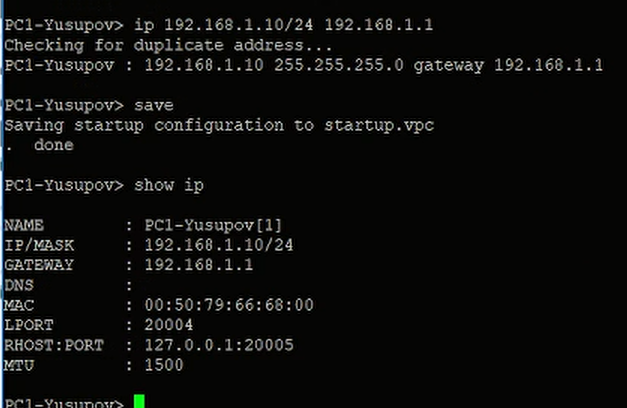 PC1-Yusupov> ip 192.168.1.10/24 192.168.1.1
Checking for duplicate address...
PC1-Yusupov : 192.168.1.10 255.255.255.0 gateway 192.168.1.1
PC1-Yusupov> save
Saving startup configuration to startup.vpc
.  done
PC1-Yusupov> show ip
NAME        : PC1-Yusupov[1]
IP/MASK     : 192.168.1.10/24
GATEWAY     : 192.168.1.1
DNS         :
MAC         : 00:50:79:66:68:00
LPORT       : 20004
RHOST:PORT  : 127.0.0.1:20005
MTU         : 1500
PC1-Yusupov>